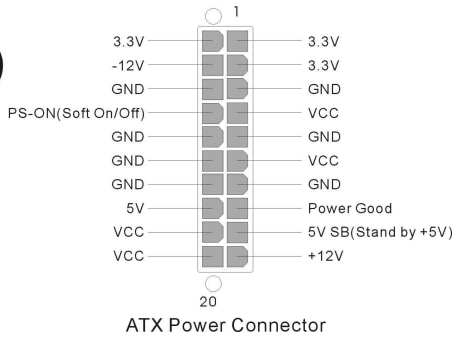 1
3.3V 3.3V
-12V 3.3V
GND GND
PS-ON(Soft On/Off) VCC
GND GND
GND VCC
GND GND
5V Power Good
VCC 5V SB(Stand by +5V)
VCC +12V
20
ATX Power Connector